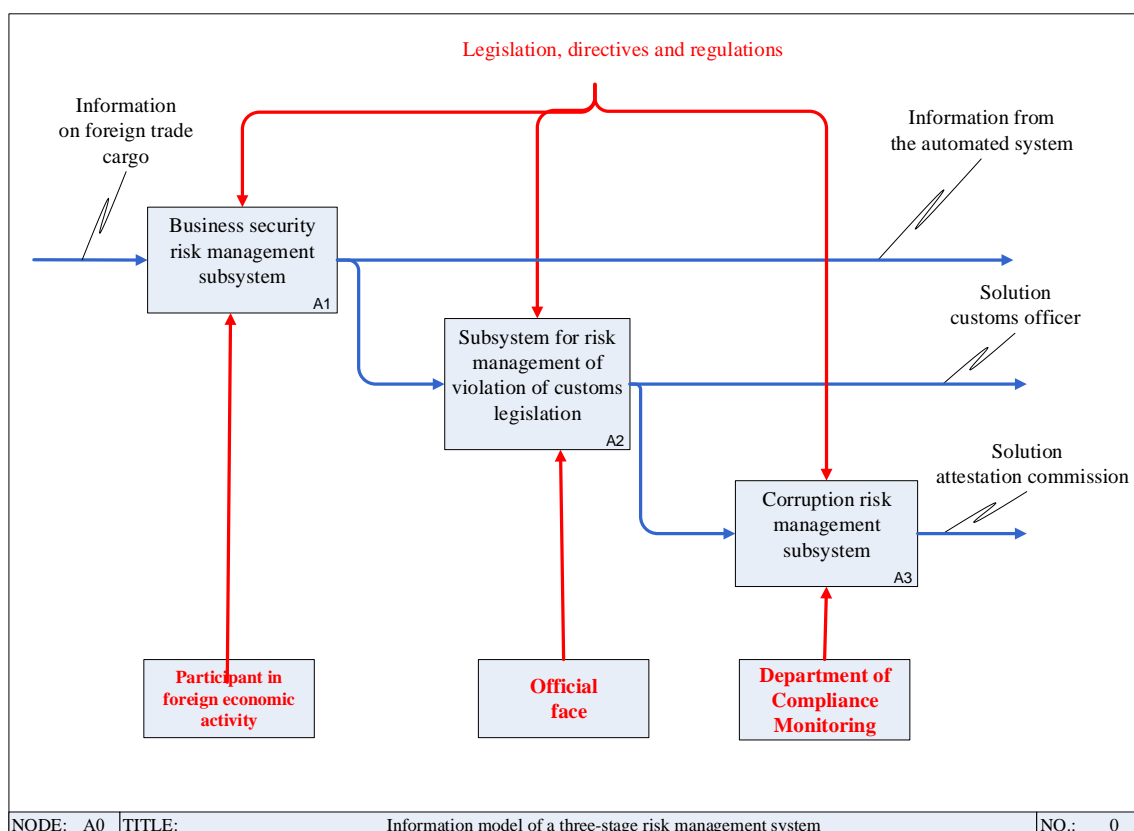 Legislation, directives and regulations
Information
on foreign trade
cargo
Information from
the automated system
Business security
risk management
subsystem
A1
Solution
customs officer
Subsystem for risk
management of
violation of customs
legislation
A2
Solution
attestation commission
Corruption risk
management
subsystem
A3
Participant in
foreign economic
activity
Official
face
Department of
Compliance
Monitoring
NODE: A0 TITLE: Information model of a three-stage risk management system NO.: 0